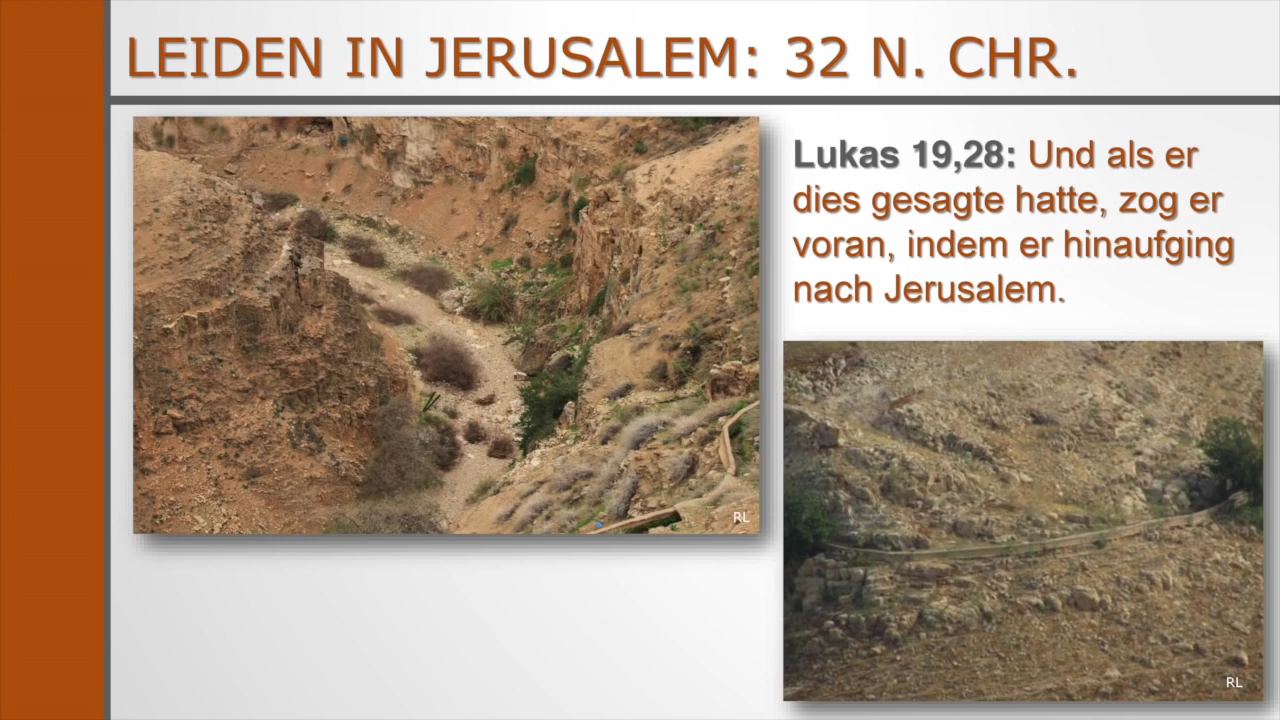 LEIDEN IN JERUSALEM: 32 N. CHR.
Lukas 19,28: Und als er
dies gesagte hatte, zog er
voran, indem er hinaufging
nach Jerusalem.
RL
RL